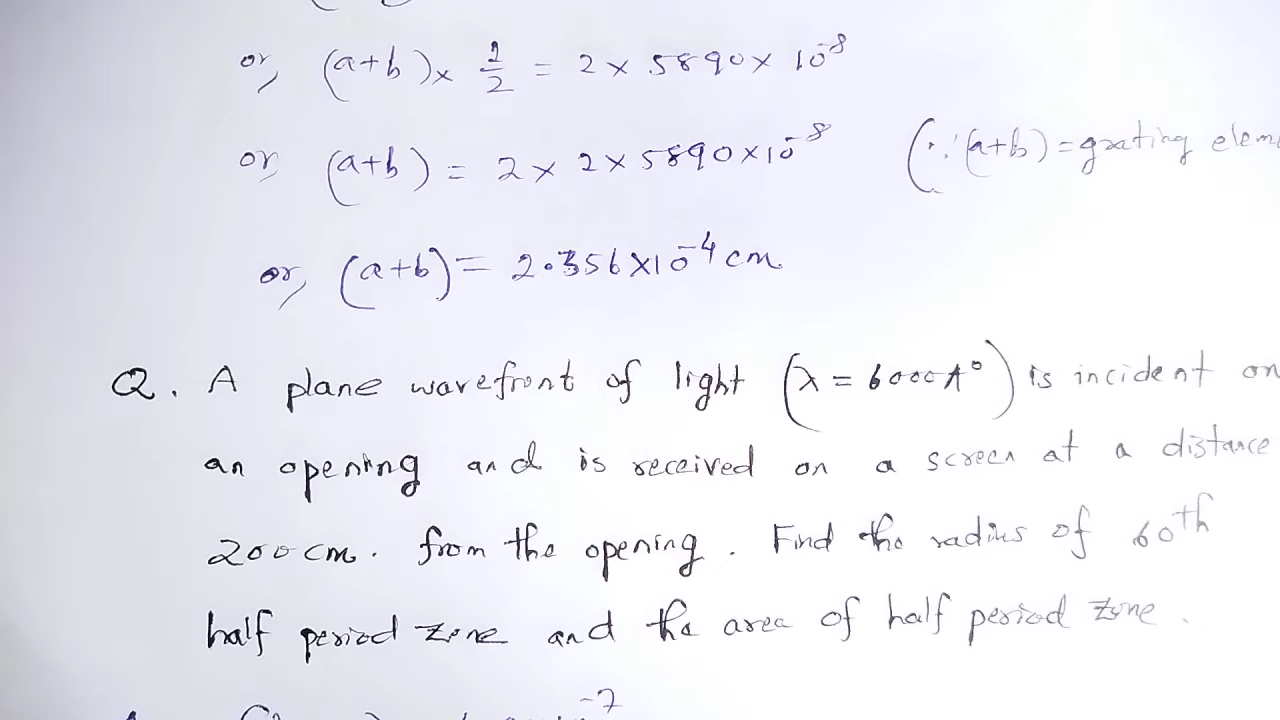 or, (a+b) × 1/2 = 2 × 5890 × 10⁻⁸
or, (a+b) = 2 × 2 × 5890 × 10⁻⁸ (∵ (a+b) = grating elem
or, (a+b) = 2.356 × 10⁻⁴ cm.
Q. A plane wavefront of light (λ = 6000 A°) is incident on
an opening and is received on a screen at a distance
200 cm. from the opening. Find the radius of 60th
half period zone and the area of half period zone.
-7